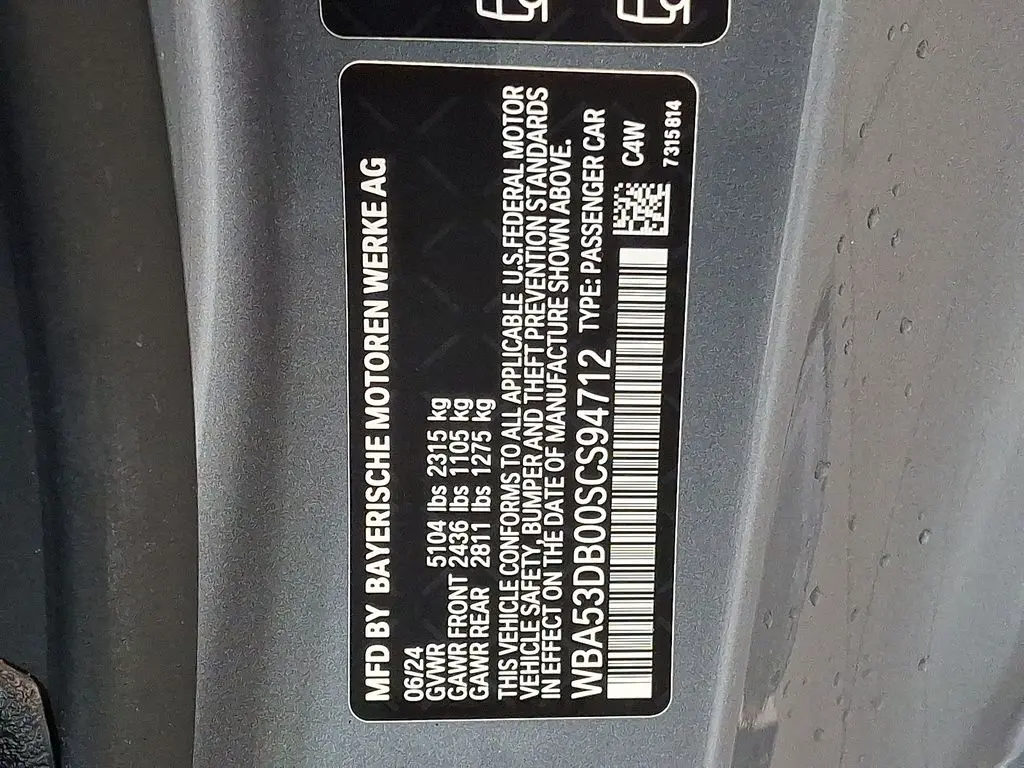 MFD BY BAYERISCHE MOTOREN WERKE AG
06/24
GVWR 5104 lbs 2315 kg
GAWR FRONT 2436 lbs 1105 kg
GAWR REAR 2811 lbs 1275 kg
THIS VEHICLE CONFORMS TO ALL APPLICABLE U.S.FEDERAL MOTOR
VEHICLE SAFETY, BUMPER AND THEFT PREVENTION STANDARDS
IN EFFECT ON THE DATE OF MANUFACTURE SHOWN ABOVE.
WBA53DB00SCS94712 TYPE: PASSENGER CAR
C4W
7315814